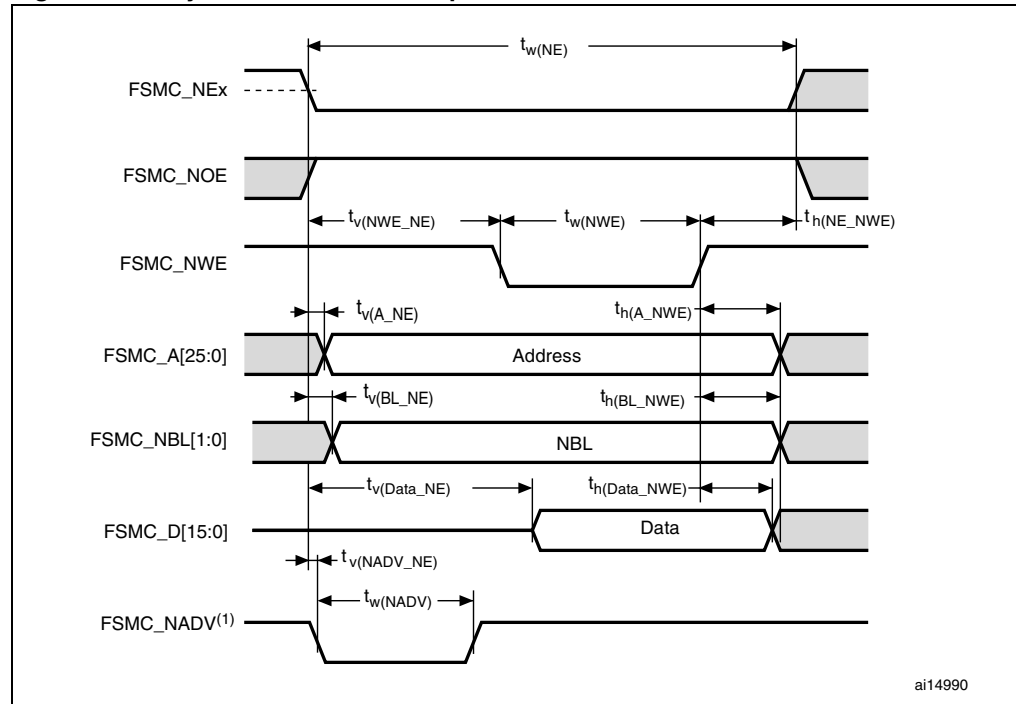 tw(NE)
FSMC_NEx
FSMC_NOE
tv(NWE_NE)
tw(NWE)
th(NE_NWE)
FSMC_NWE
tv(A_NE)
th(A_NWE)
FSMC_A[25:0]
Address
tv(BL_NE)
th(BL_NWE)
FSMC_NBL[1:0]
NBL
tv(Data_NE)
th(Data_NWE)
FSMC_D[15:0]
Data
tv(NADV_NE)
tw(NADV)
FSMC_NADV(1)
ai14990